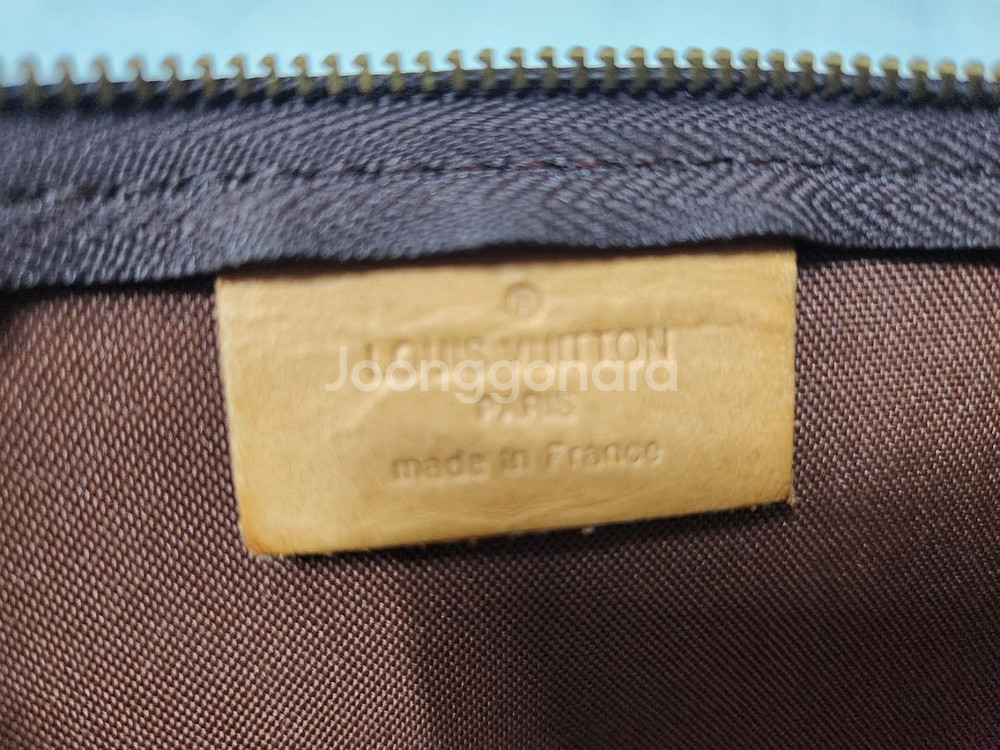 ®
LOUIS VUITTON
Joonggonara
PARIS
made in France